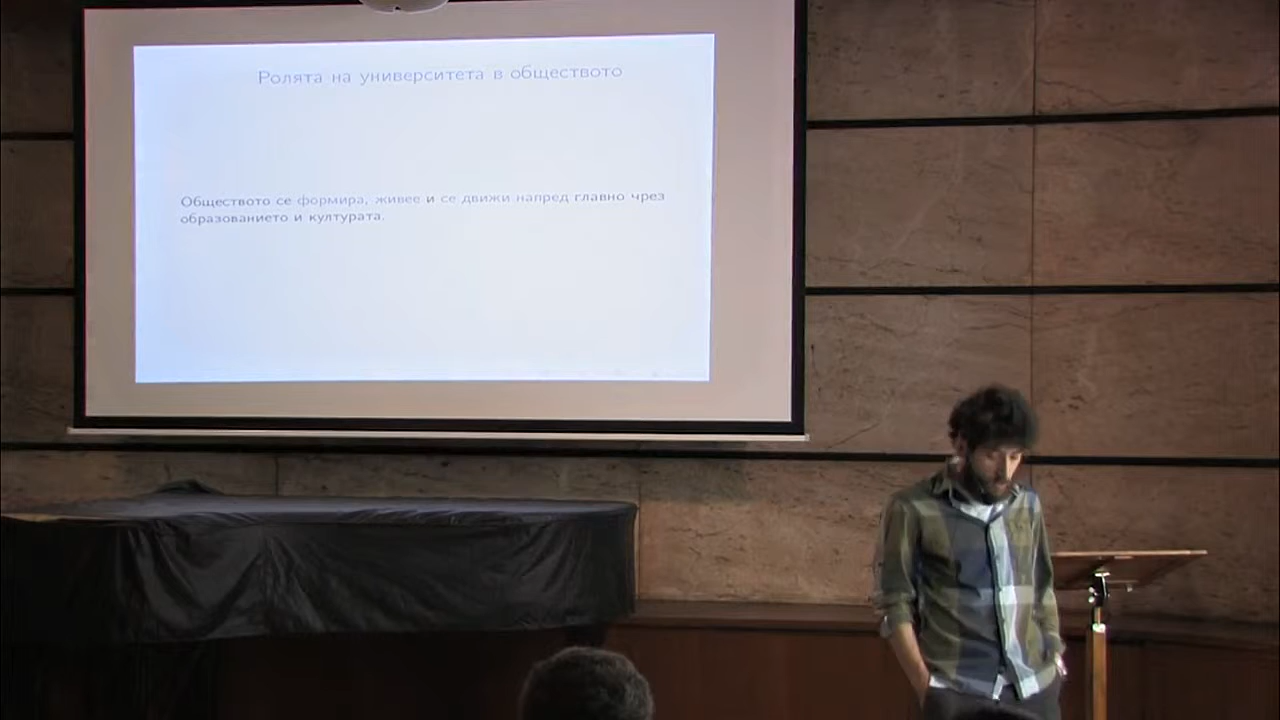 Ролята на университета в обществото
Обществото се формира, живее и се движи напред главно чрез
образованието и културата.